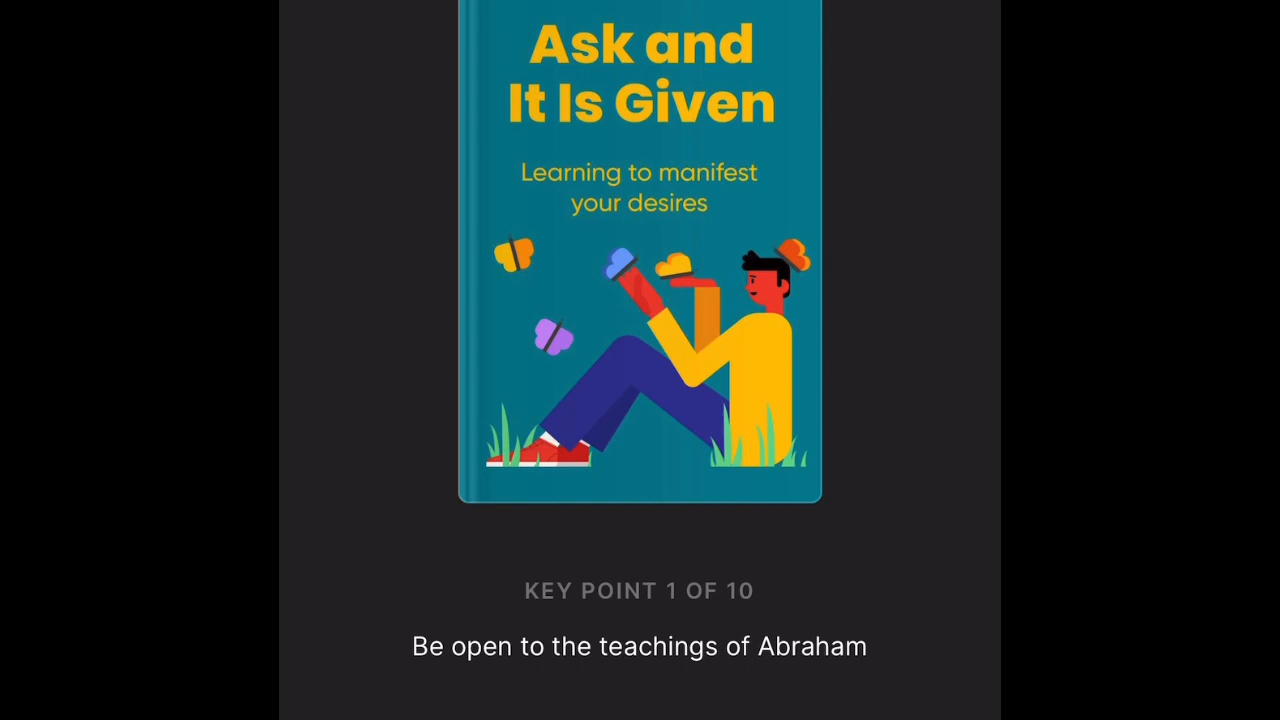 Ask and
It Is Given
Learning to manifest
your desires
KEY POINT 1 OF 10
Be open to the teachings of Abraham